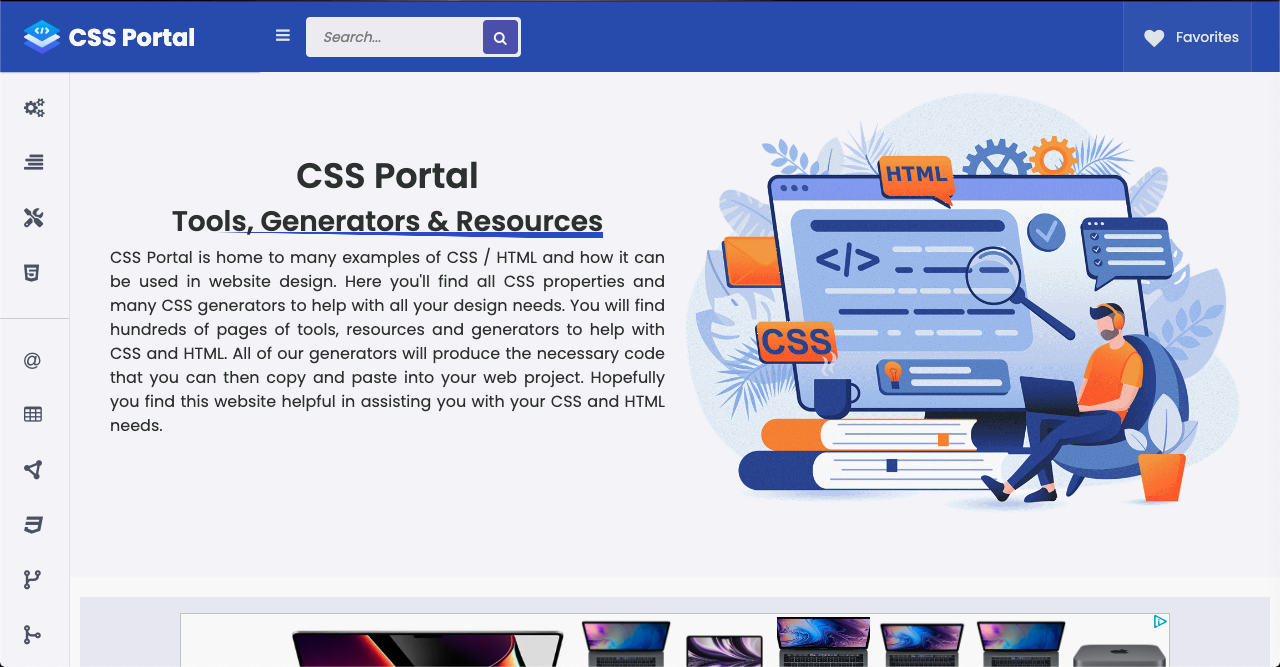 CSS Portal
Search...
Favorites
CSS Portal
Tools, Generators & Resources
CSS Portal is home to many examples of CSS / HTML and how it can
be used in website design. Here you'll find all CSS properties and
many CSS generators to help with all your design needs. You will find
hundreds of pages of tools, resources and generators to help with
CSS and HTML. All of our generators will produce the necessary code
that you can then copy and paste into your web project. Hopefully
you find this website helpful in assisting you with your CSS and HTML
needs.
HTML
</>
CSS